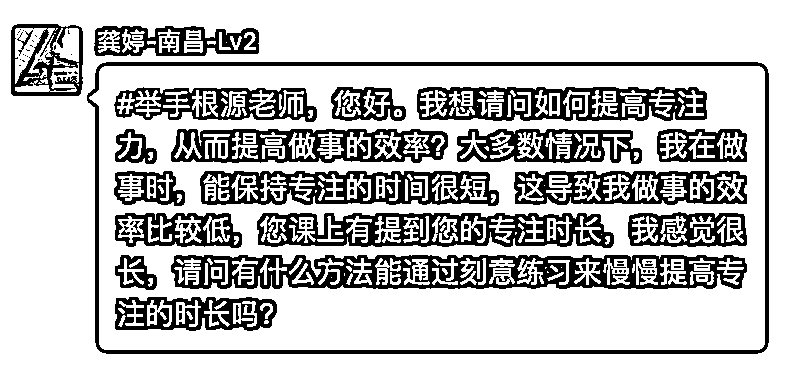 龚婷-南昌-Lv2
#举手根源老师，您好。我想请问如何提高专注
力，从而提高做事的效率？大多数情况下，我在做
事时，能保持专注的时间很短，这导致我做事的效
率比较低，您课上有提到您的专注时长，我感觉很
长，请问有什么方法能通过刻意练习来慢慢提高专
注的时长吗？